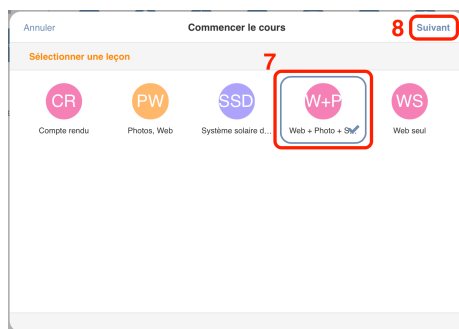 Annuler Commencer le cours 8 Suivant
Sélectionner une leçon
7
CR PW SSD W+P WS
Compte rendu Photos, Web Système solaire d... Web + Photo + S... Web seul